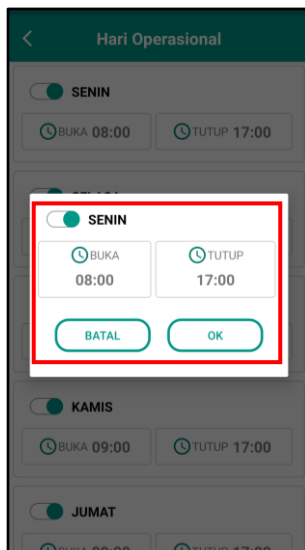 Hari Operasional
SENIN
BUKA 08:00 TUTUP 17:00
SENIN
BUKA TUTUP
08:00 17:00
BATAL OK
KAMIS
BUKA 09:00 TUTUP 17:00
JUMAT